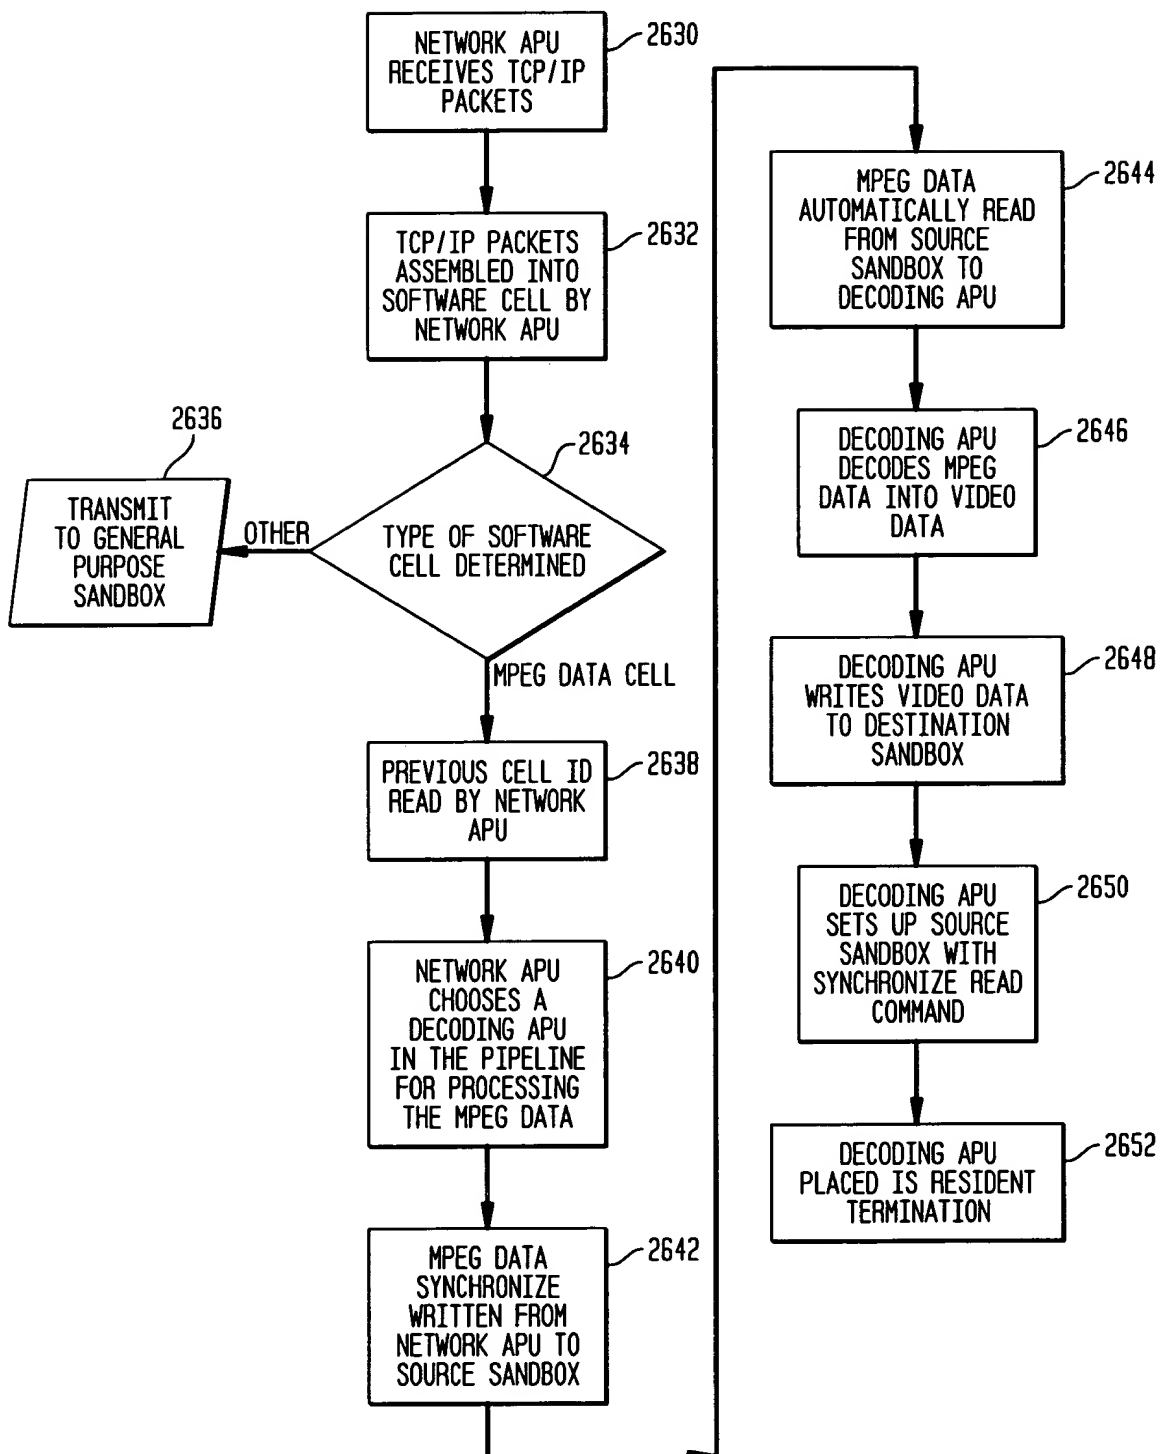 NETWORK APU
RECEIVES TCP/IP
PACKETS
2630
TCP/IP PACKETS
ASSEMBLED INTO
SOFTWARE CELL BY
NETWORK APU
2632
2634
TYPE OF SOFTWARE
CELL DETERMINED
OTHER
2636
TRANSMIT
TO GENERAL
PURPOSE
SANDBOX
MPEG DATA CELL
PREVIOUS CELL ID
READ BY NETWORK
APU
2638
NETWORK APU
CHOOSES A
DECODING APU
IN THE PIPELINE
FOR PROCESSING
THE MPEG DATA
2640
MPEG DATA
SYNCHRONIZE
WRITTEN FROM
NETWORK APU TO
SOURCE SANDBOX
2642
MPEG DATA
AUTOMATICALLY READ
FROM SOURCE
SANDBOX TO
DECODING APU
2644
DECODING APU
DECODES MPEG
DATA INTO VIDEO
DATA
2646
DECODING APU
WRITES VIDEO DATA
TO DESTINATION
SANDBOX
2648
DECODING APU
SETS UP SOURCE
SANDBOX WITH
SYNCHRONIZE READ
COMMAND
2650
DECODING APU
PLACED IS RESIDENT
TERMINATION
2652